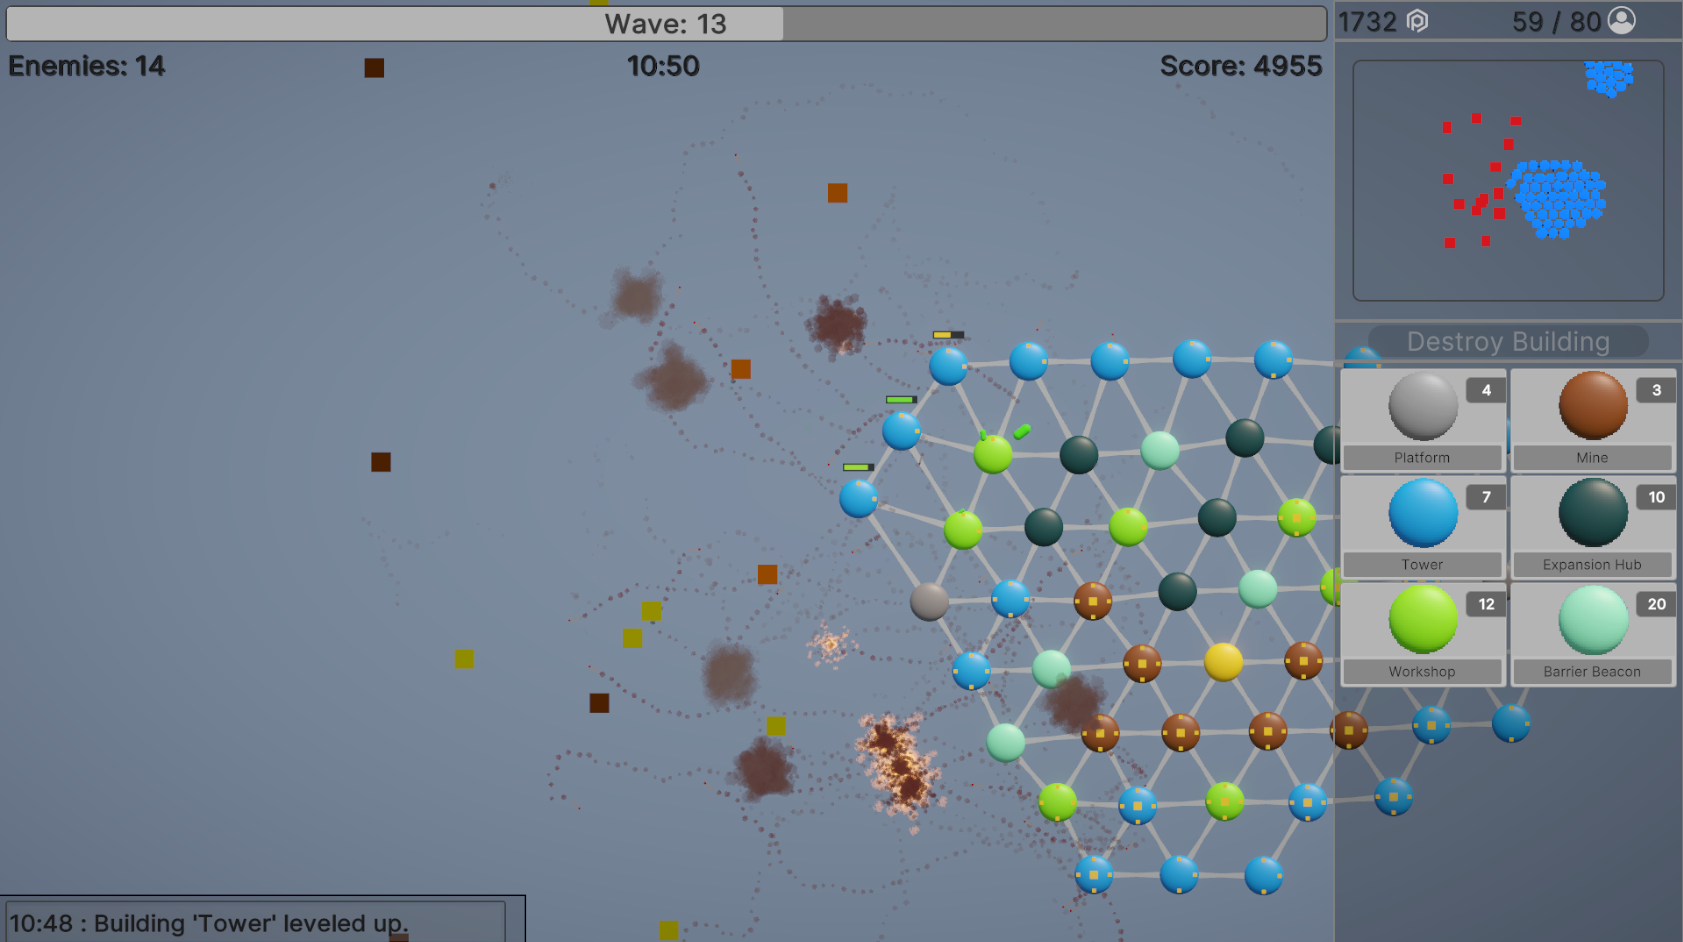 Wave: 13
1732
59 / 80
Enemies: 14
10:50
Score: 4955
Destroy Building
4
3
Platform
Mine
7
10
Tower
Expansion Hub
12
20
Workshop
Barrier Beacon
10:48 : Building 'Tower' leveled up.